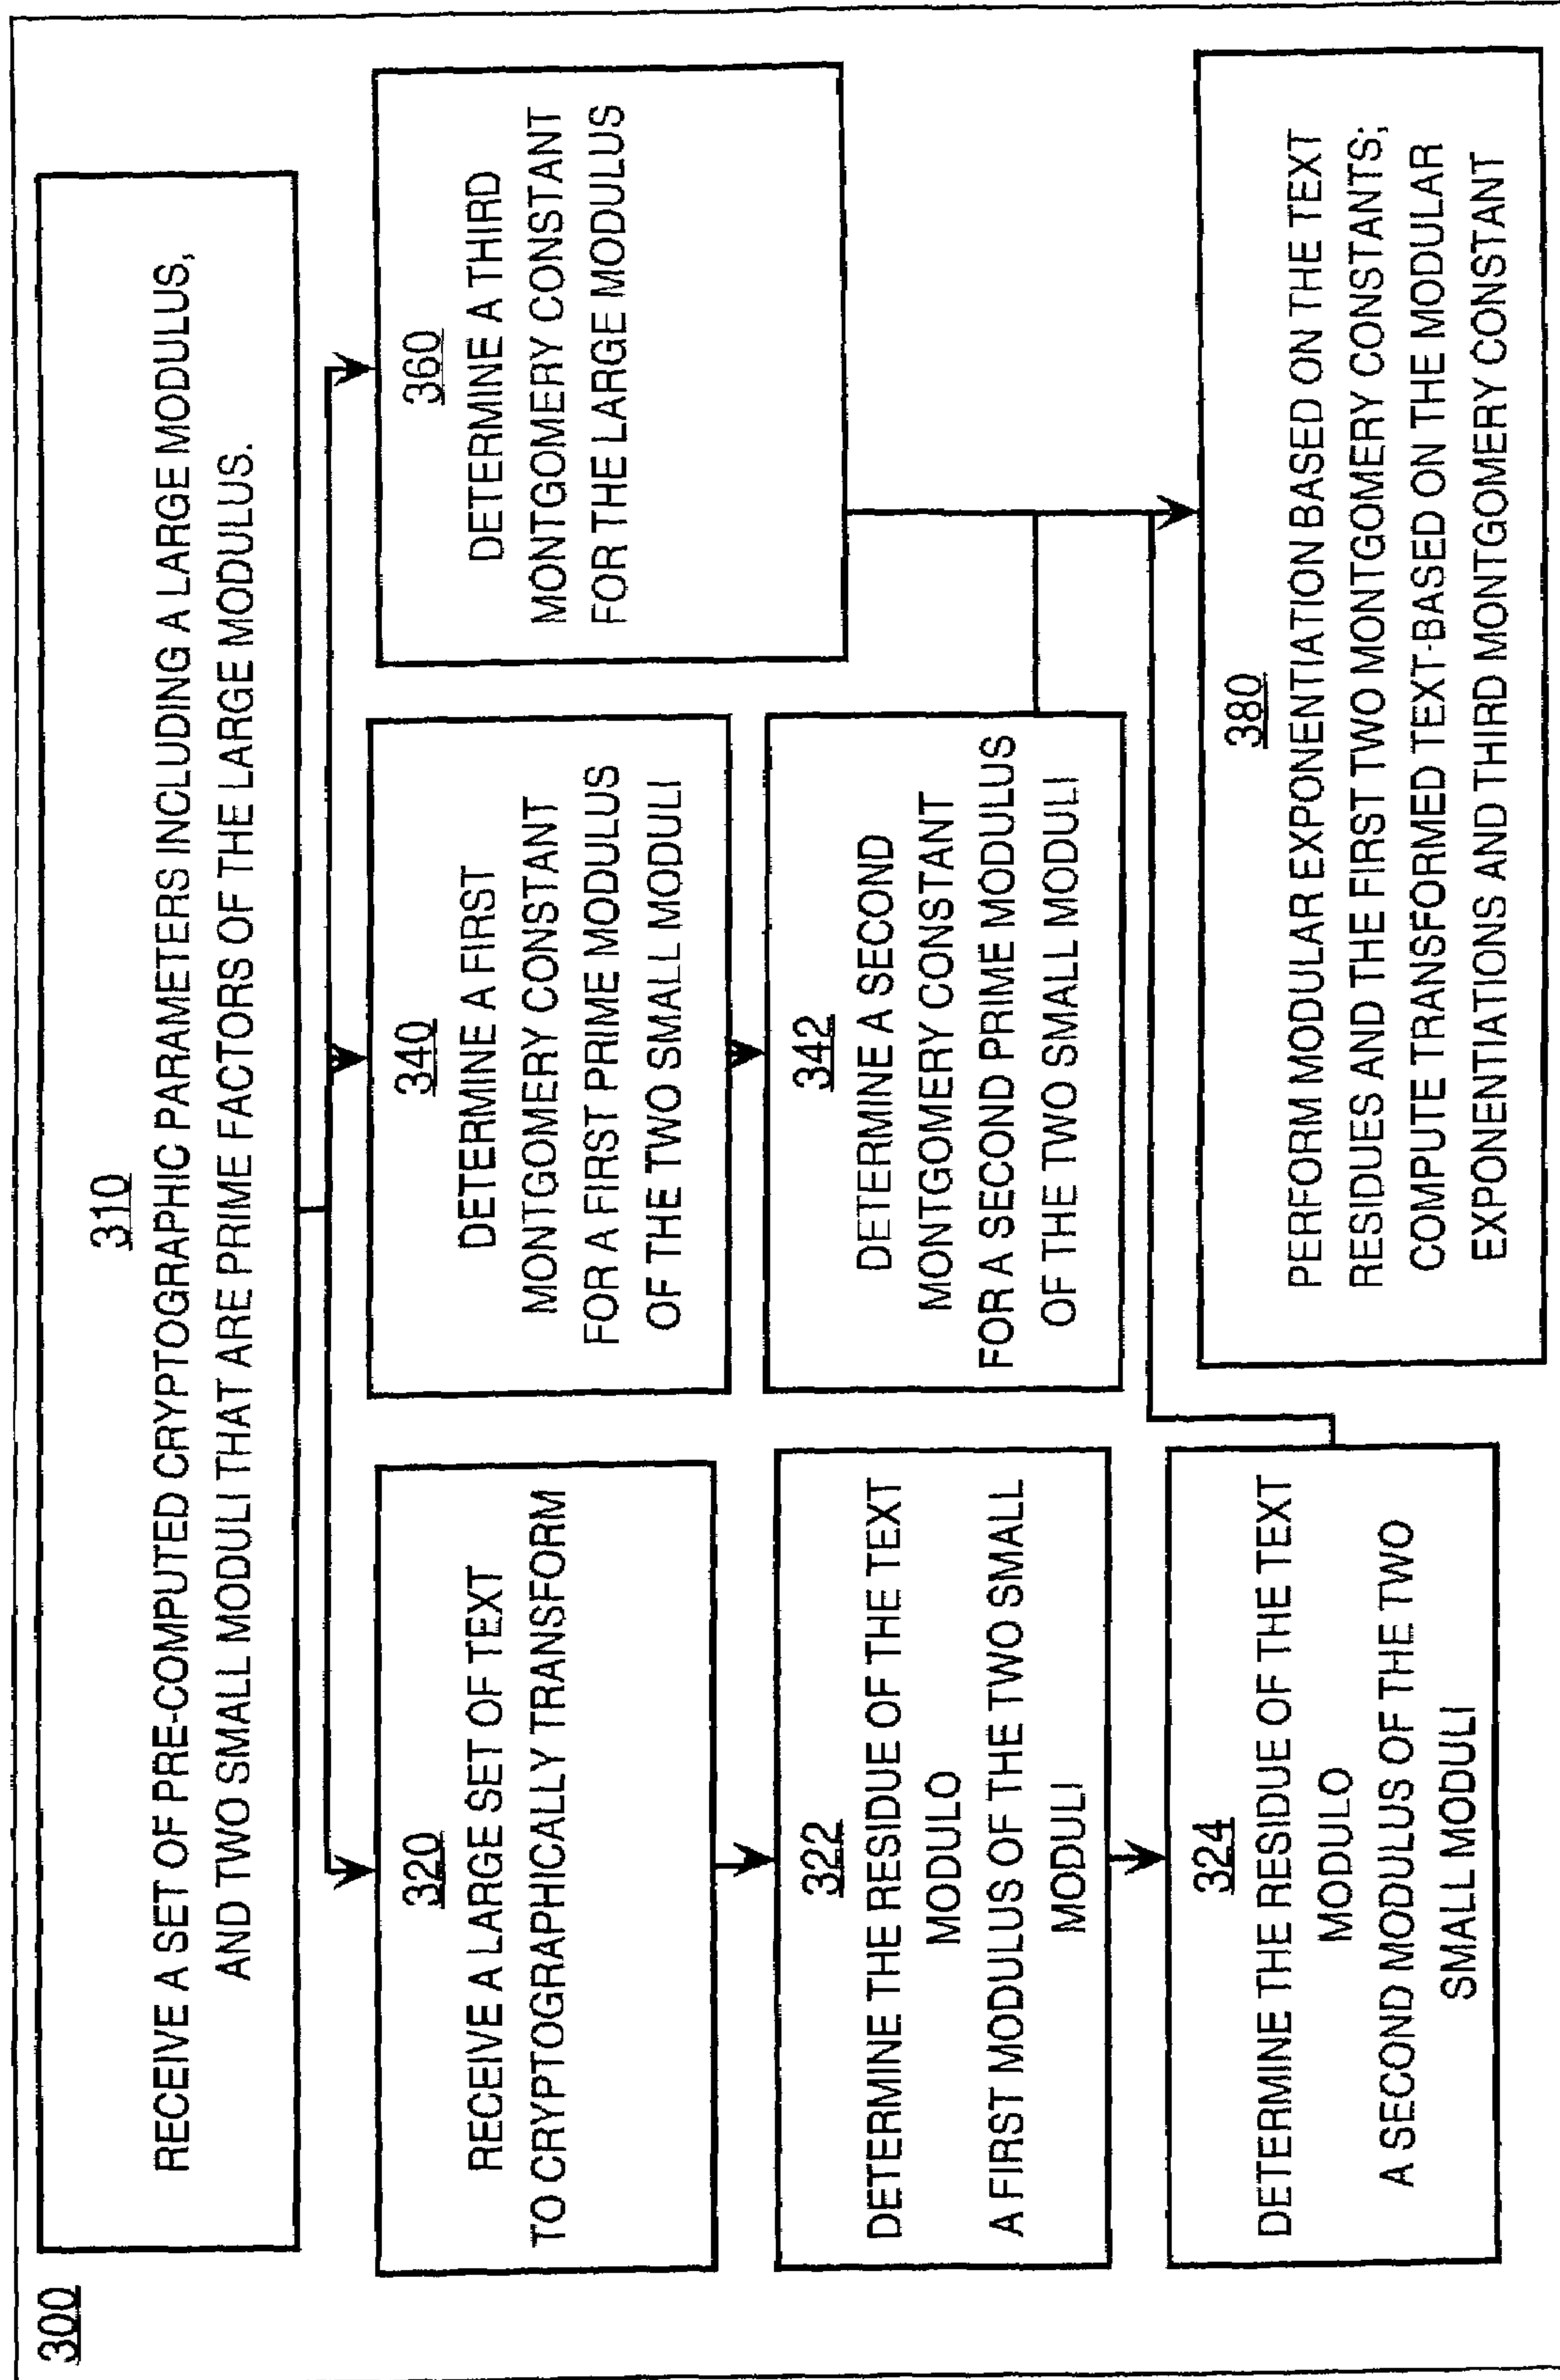 300
310
RECEIVE A SET OF PRE-COMPUTED CRYPTOGRAPHIC PARAMETERS INCLUDING A LARGE MODULUS,
AND TWO SMALL MODULI THAT ARE PRIME FACTORS OF THE LARGE MODULUS.
320
RECEIVE A LARGE SET OF TEXT
TO CRYPTOGRAPHICALLY TRANSFORM
322
DETERMINE THE RESIDUE OF THE TEXT
MODULO
A FIRST MODULUS OF THE TWO SMALL
MODULI
324
DETERMINE THE RESIDUE OF THE TEXT
MODULO
A SECOND MODULUS OF THE TWO
SMALL MODULI
340
DETERMINE A FIRST
MONTGOMERY CONSTANT
FOR A FIRST PRIME MODULUS
OF THE TWO SMALL MODULI
342
DETERMINE A SECOND
MONTGOMERY CONSTANT
FOR A SECOND PRIME MODULUS
OF THE TWO SMALL MODULI
360
DETERMINE A THIRD
MONTGOMERY CONSTANT
FOR THE LARGE MODULUS
380
PERFORM MODULAR EXPONENTIATION BASED ON THE TEXT
RESIDUES AND THE FIRST TWO MONTGOMERY CONSTANTS;
COMPUTE TRANSFORMED TEXT-BASED ON THE MODULAR
EXPONENTIATIONS AND THIRD MONTGOMERY CONSTANT